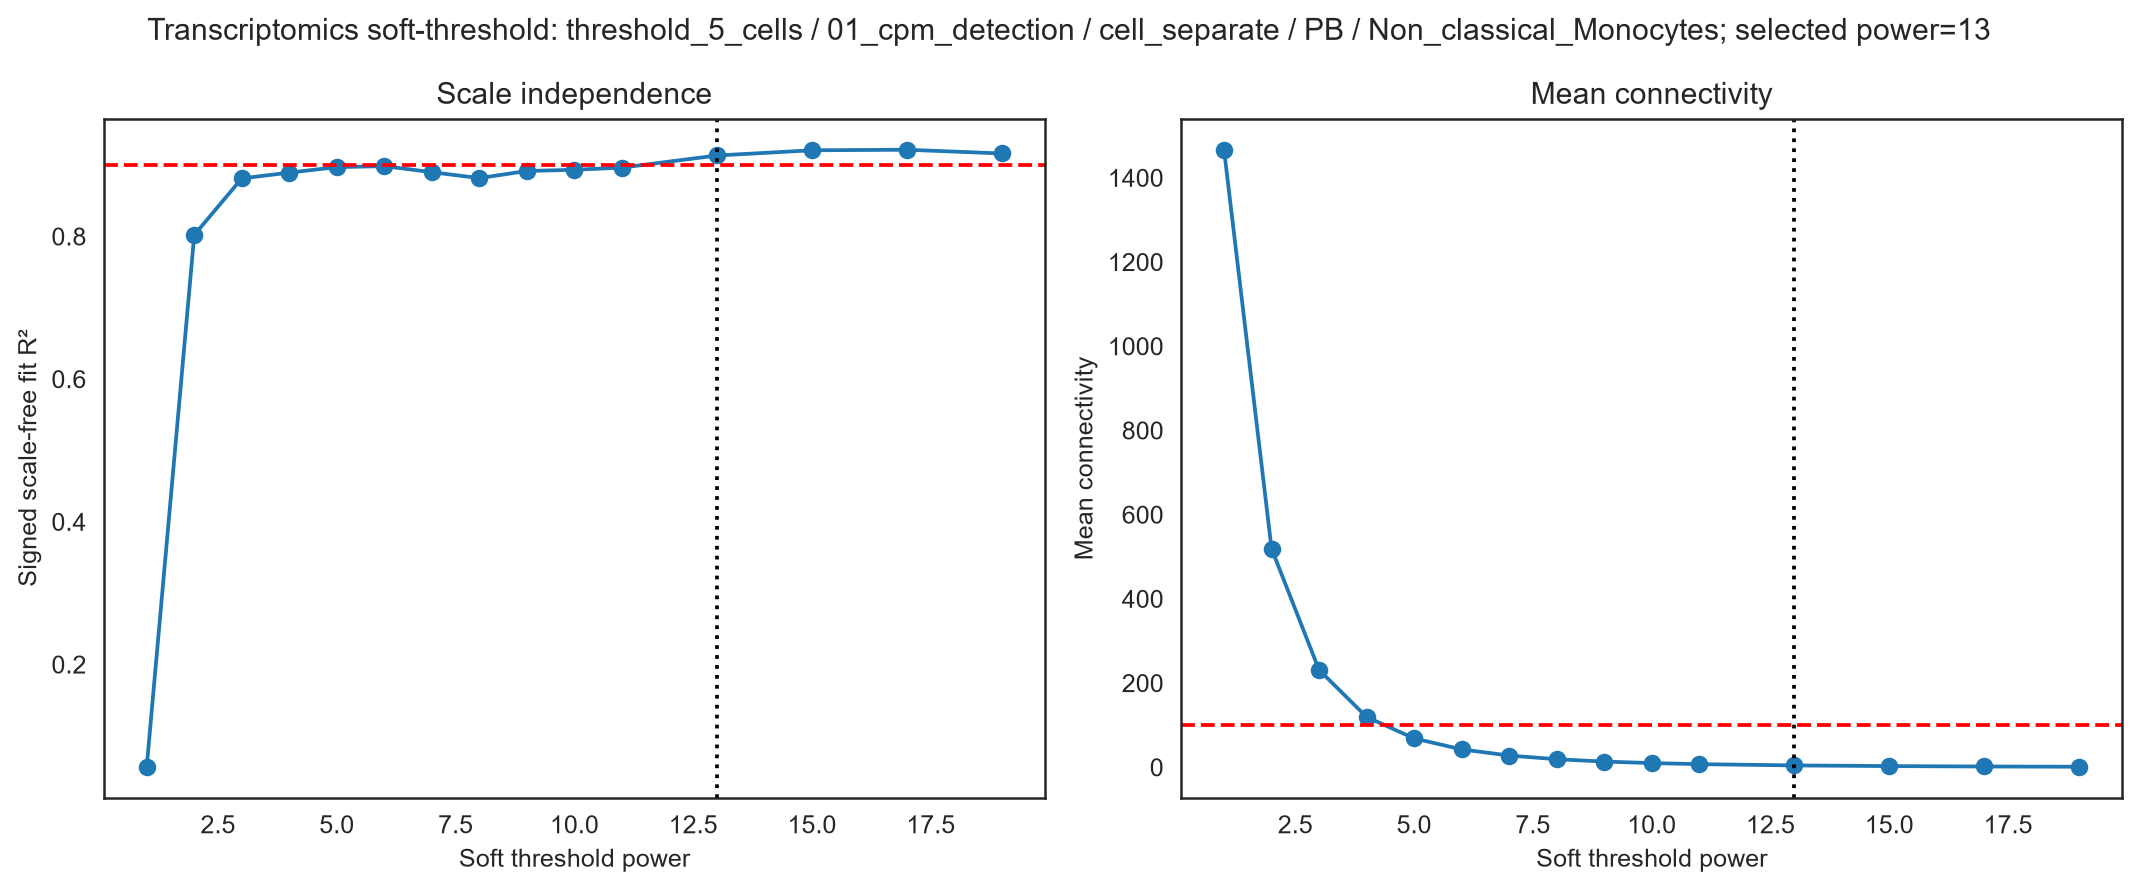 Transcriptomics soft-threshold: threshold_5_cells / 01_cpm_detection / cell_separate / PB / Non_classical_Monocytes; selected power=13
Scale independence
Signed scale-free fit R²
0.8
0.6
0.4
0.2
2.5 5.0 7.5 10.0 12.5 15.0 17.5
Soft threshold power
Mean connectivity
Mean connectivity
1400
1200
1000
800
600
400
200
0
2.5 5.0 7.5 10.0 12.5 15.0 17.5
Soft threshold power